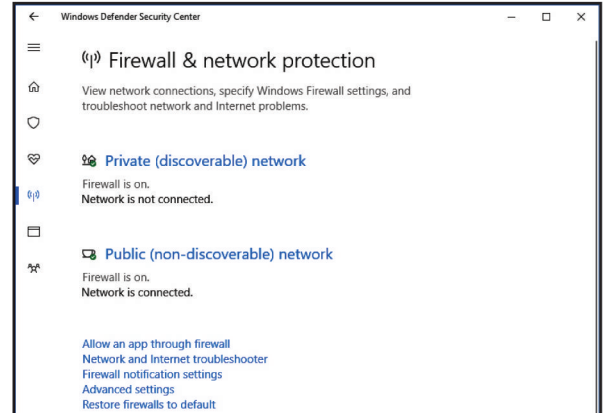 Windows Defender Security Center
Firewall & network protection
View network connections, specify Windows Firewall settings, and
troubleshoot network and Internet problems.
Private (discoverable) network
Firewall is on.
Network is not connected.
Public (non-discoverable) network
Firewall is on.
Network is connected.
Allow an app through firewall
Network and Internet troubleshooter
Firewall notification settings
Advanced settings
Restore firewalls to default